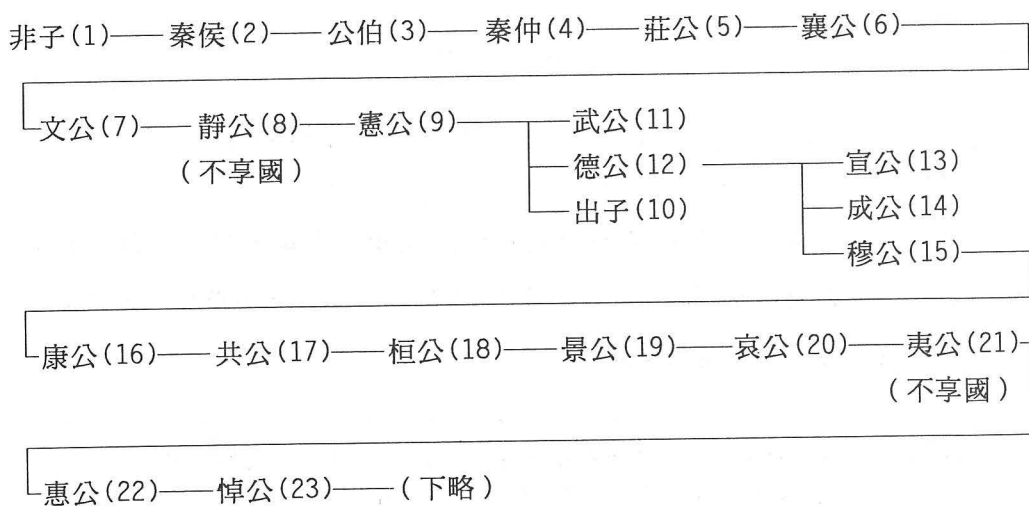 非子(1) 秦侯(2) 公伯(3) 秦仲(4) 莊公(5) 襄公(6)
文公(7) 靜公(8) 憲公(9) 武公(11)
(不享國) 德公(12) 宣公(13)
出子(10) 成公(14)
穆公(15)
康公(16) 共公(17) 桓公(18) 景公(19) 哀公(20) 夷公(21)
(不享國)
惠公(22) 悼公(23) (下略)